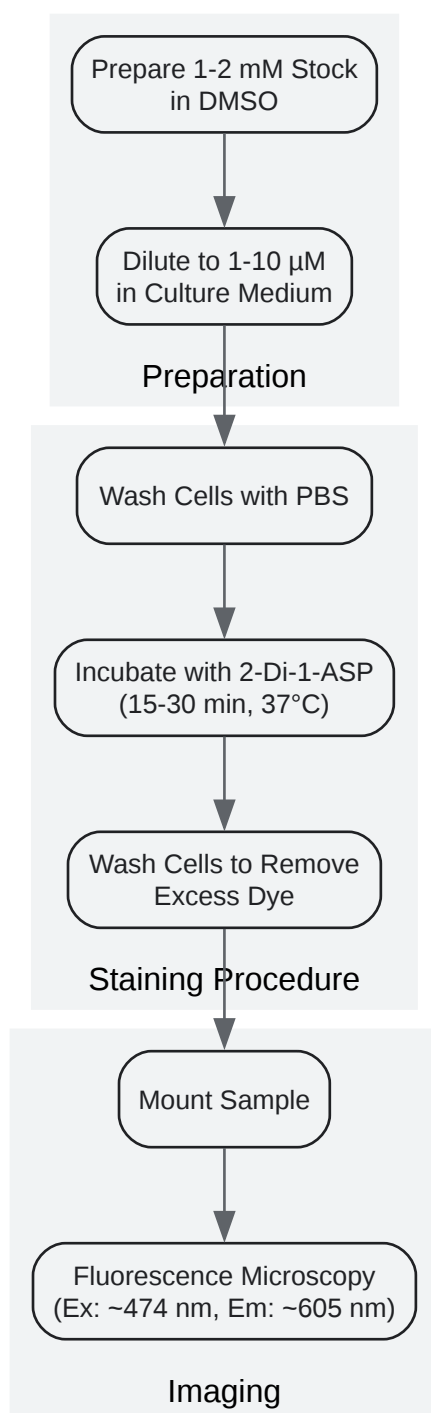 Prepare 1-2 mM Stock
in DMSO
Dilute to 1-10 µM
in Culture Medium
Preparation
Wash Cells with PBS
Incubate with 2-Di-1-ASP
(15-30 min, 37°C)
Wash Cells to Remove
Excess Dye
Staining Procedure
Mount Sample
Fluorescence Microscopy
(Ex: ~474 nm, Em: ~605 nm)
Imaging